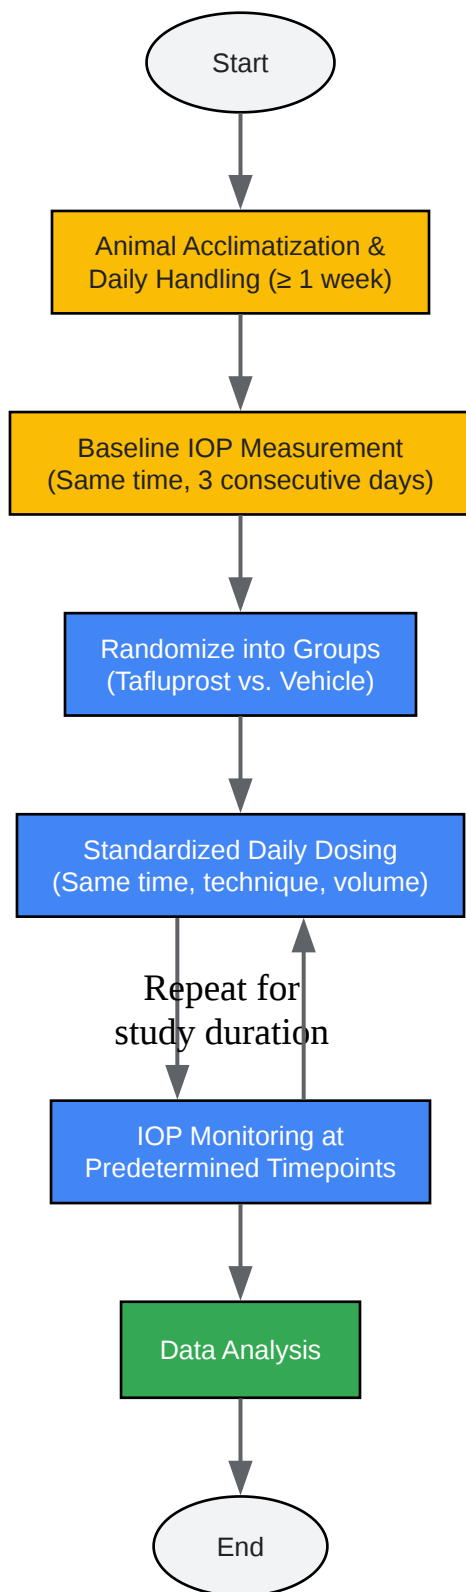 Start
Animal Acclimatization &
Daily Handling (≥ 1 week)
Baseline IOP Measurement
(Same time, 3 consecutive days)
Randomize into Groups
(Tafluprost vs. Vehicle)
Standardized Daily Dosing
(Same time, technique, volume)
Repeat for
study duration
IOP Monitoring at
Predetermined Timepoints
Data Analysis
End